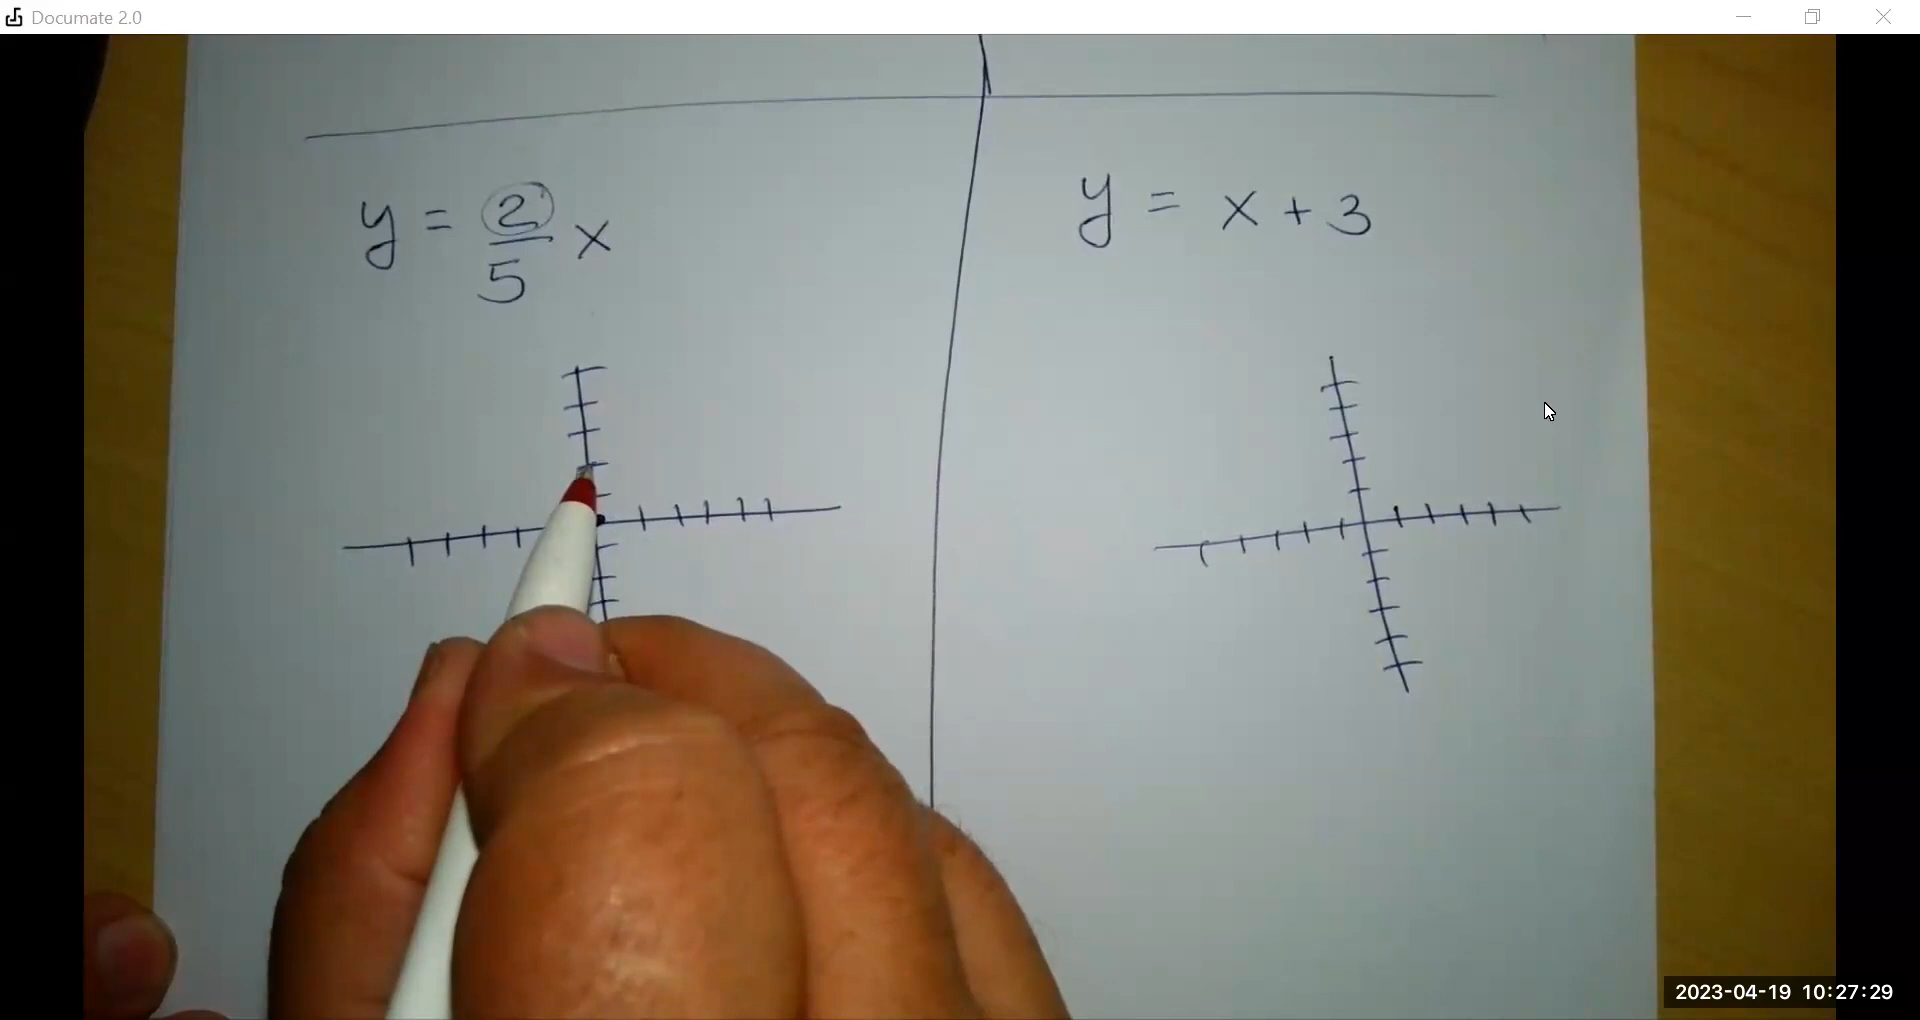 Documate 2.0
y = 2/5 x
y = x + 3
2023-04-19 10:27:29